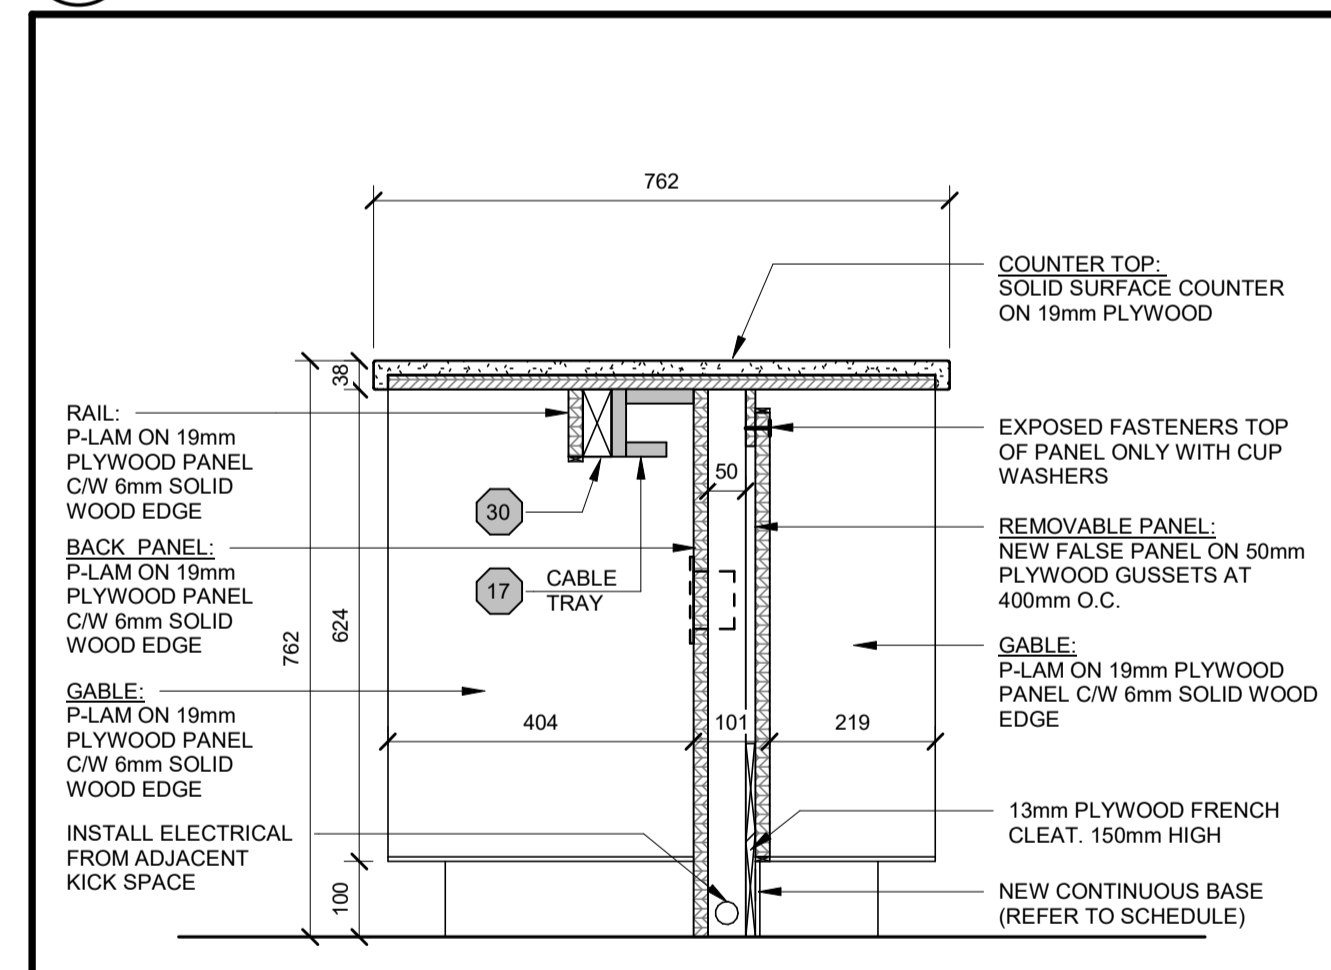 762
COUNTER TOP:
SOLID SURFACE COUNTER
ON 19mm PLYWOOD
38
RAIL:
P-LAM ON 19mm
PLYWOOD PANEL
C/W 6mm SOLID
WOOD EDGE
EXPOSED FASTENERS TOP
OF PANEL ONLY WITH CUP
WASHERS
50
30
BACK PANEL:
P-LAM ON 19mm
PLYWOOD PANEL
C/W 6mm SOLID
WOOD EDGE
REMOVABLE PANEL:
NEW FALSE PANEL ON 50mm
PLYWOOD GUSSETS AT
400mm O.C.
17
CABLE
TRAY
624
762
GABLE:
P-LAM ON 19mm PLYWOOD
PANEL C/W 6mm SOLID WOOD
EDGE
GABLE:
P-LAM ON 19mm
PLYWOOD PANEL
C/W 6mm SOLID
WOOD EDGE
404
101
219
13mm PLYWOOD FRENCH
CLEAT. 150mm HIGH
INSTALL ELECTRICAL
FROM ADJACENT
KICK SPACE
100
NEW CONTINUOUS BASE
(REFER TO SCHEDULE)